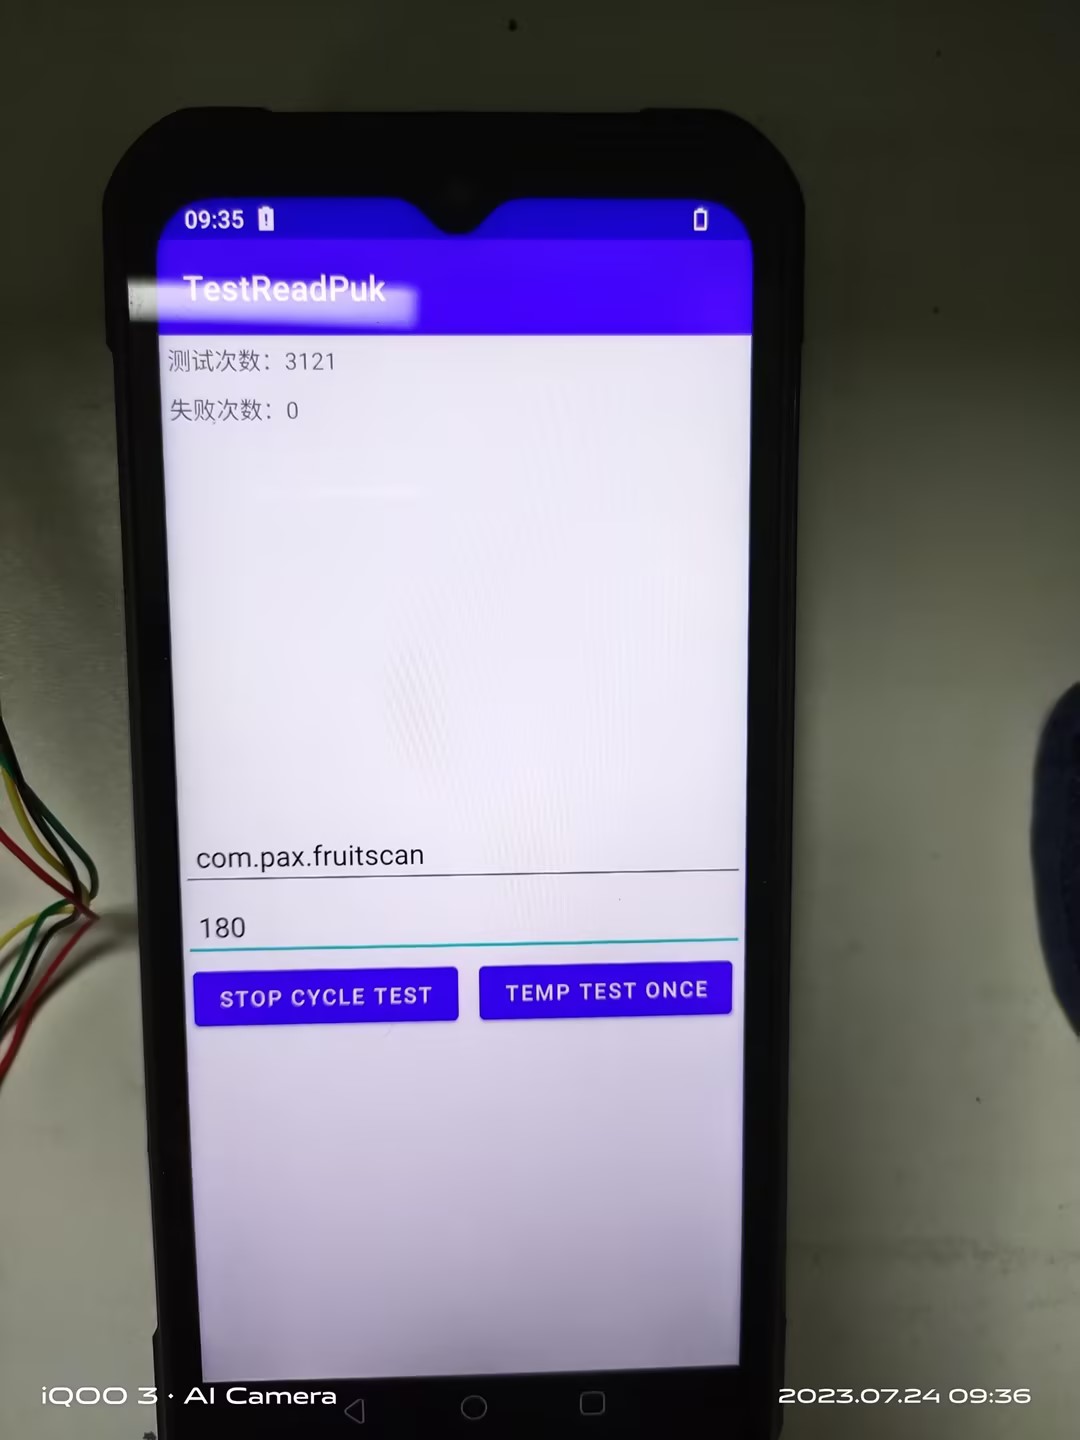 09:35
TestReadPuk
测试次数：3121
失败次数：0
com.pax.fruitscan
180
STOP CYCLE TEST
TEMP TEST ONCE
iQOO 3 · AI Camera
2023.07.24 09:36